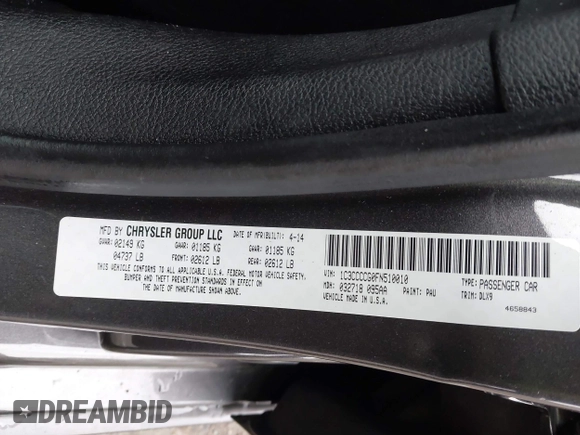 MFD BY CHRYSLER GROUP LLC DATE OF MFR(BUILT): 4-14
GVWR: 02149 KG GAWR: 01185 KG GAWR: 01185 KG
04737 LB FRONT: 02612 LB REAR: 02612 LB
THIS VEHICLE CONFORMS TO ALL APPLICABLE FEDERAL MOTOR VEHICLE SAFETY,
BUMPER AND THEFT PREVENTION STANDARDS IN EFFECT ON
THE DATE OF MANUFACTURE SHOWN ABOVE.
VIN: 1C3CCCCG0FN510010 TYPE: PASSENGER CAR
MDH: 032718 095AA PAINT: PAU TRIM: DLX9
VEHICLE MADE IN U.S.A.
4658843
DREAMBID